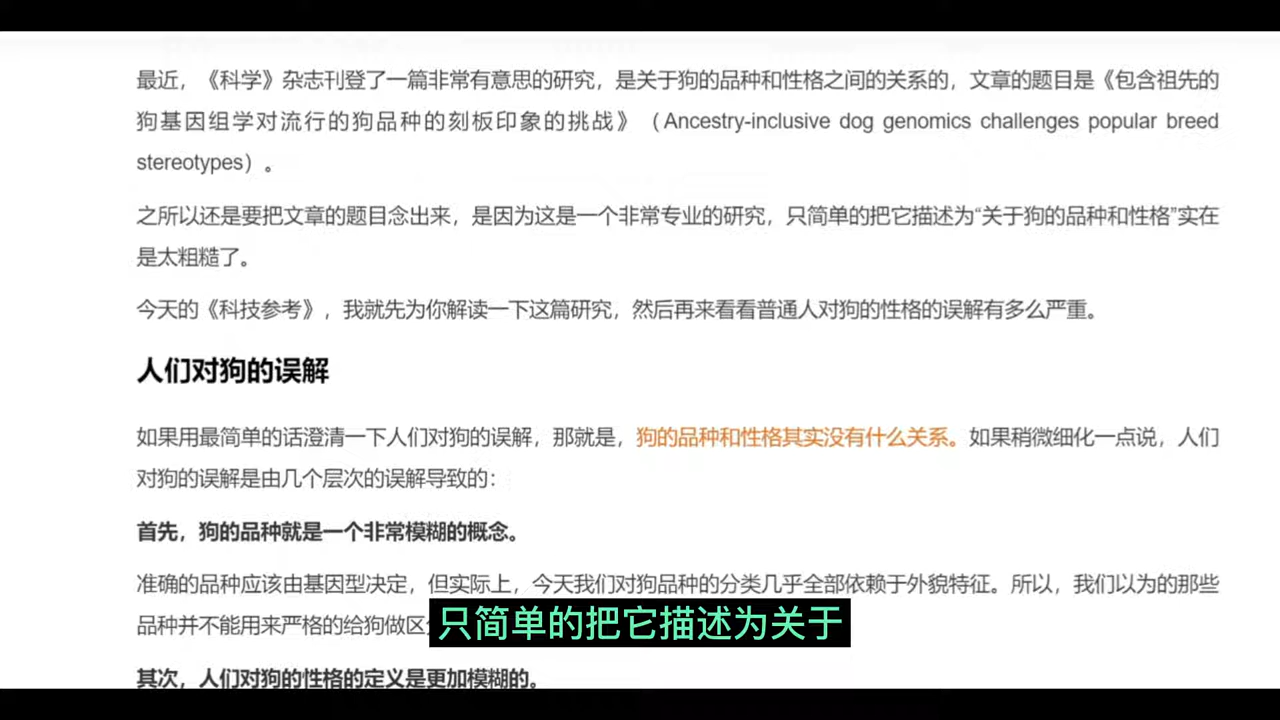 最近，《科学》杂志刊登了一篇非常有意思的研究，是关于狗的品种和性格之间的关系的，文章的题目是《包含祖先的
狗基因组学对流行的狗品种的刻板印象的挑战》（Ancestry-inclusive dog genomics challenges popular breed
stereotypes）。
之所以还是要把文章的题目念出来，是因为这是一个非常专业的研究，只简单的把它描述为“关于狗的品种和性格”实在
是太粗糙了。
今天的《科技参考》，我就先为你解读一下这篇研究，然后再来看看普通人对狗的性格的误解有多么严重。
人们对狗的误解
如果用最简单的话澄清一下人们对狗的误解，那就是，狗的品种和性格其实没有什么关系。如果稍微细化一点说，人们
对狗的误解是由几个层次的误解导致的：
首先，狗的品种就是一个非常模糊的概念。
准确的品种应该由基因型决定，但实际上，今天我们对狗品种的分类几乎全部依赖于外貌特征。所以，我们以为的那些
品种并不能用来严格的给狗做区
只简单的把它描述为关于
其次，人们对狗的性格的定义是更加模糊的。